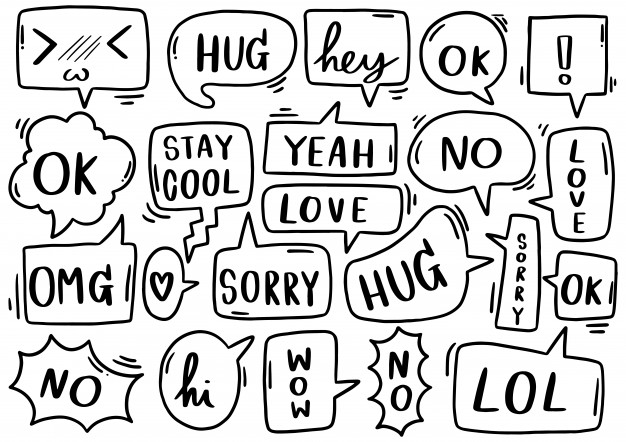 > <
ω
HUG
hey
OK
!
OK
STAY
COOL
YEAH
NO
LOVE
LOVE
OMG
SORRY
HUG
SORRY
OK
NO
hi
WOW
NO
LOL